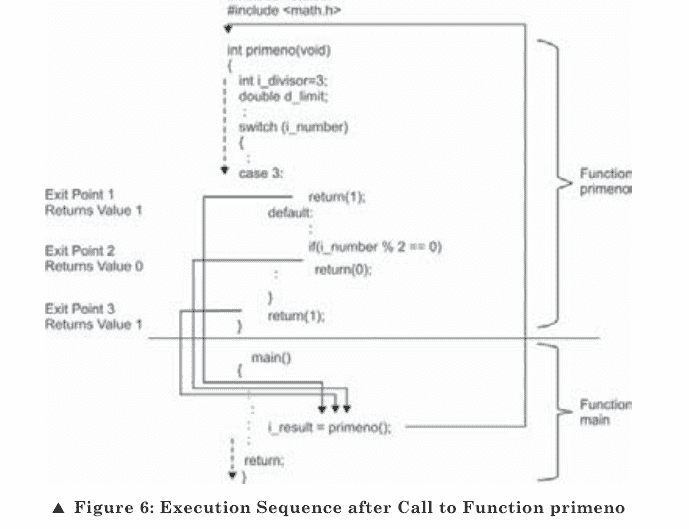 #include <math.h>
int primeno(void)
{
int i_divisor=3;
double d_limit;
:
switch (i_number)
{
:
case 3:
Exit Point 1
Returns Value 1
return(1);
default:
:
if(i_number % 2 == 0)
Exit Point 2
Returns Value 0
return(0);
:
}
Exit Point 3
Returns Value 1
return(1);
}
Function
primeno
main()
{
:
:
i_result = primeno();
:
return;
}
Function
main
▲ Figure 6: Execution Sequence after Call to Function primeno